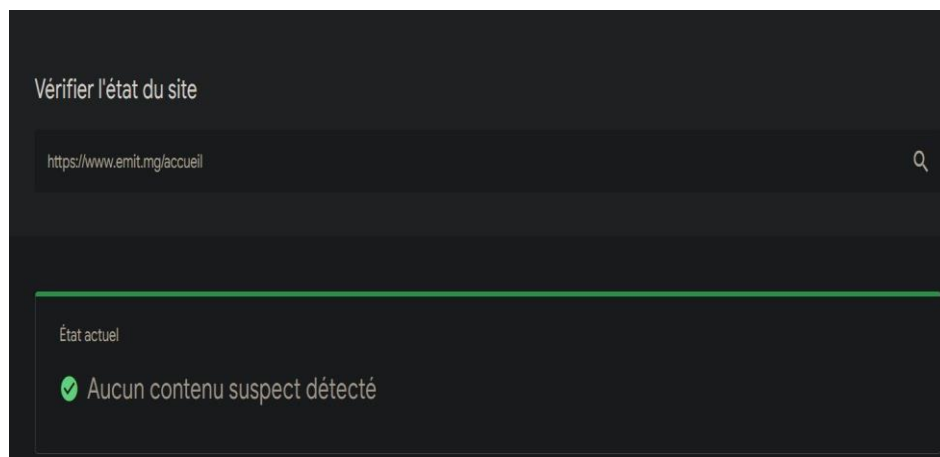 Vérifier l'état du site
https://www.emit.mg/accueil
État actuel
Aucun contenu suspect détecté